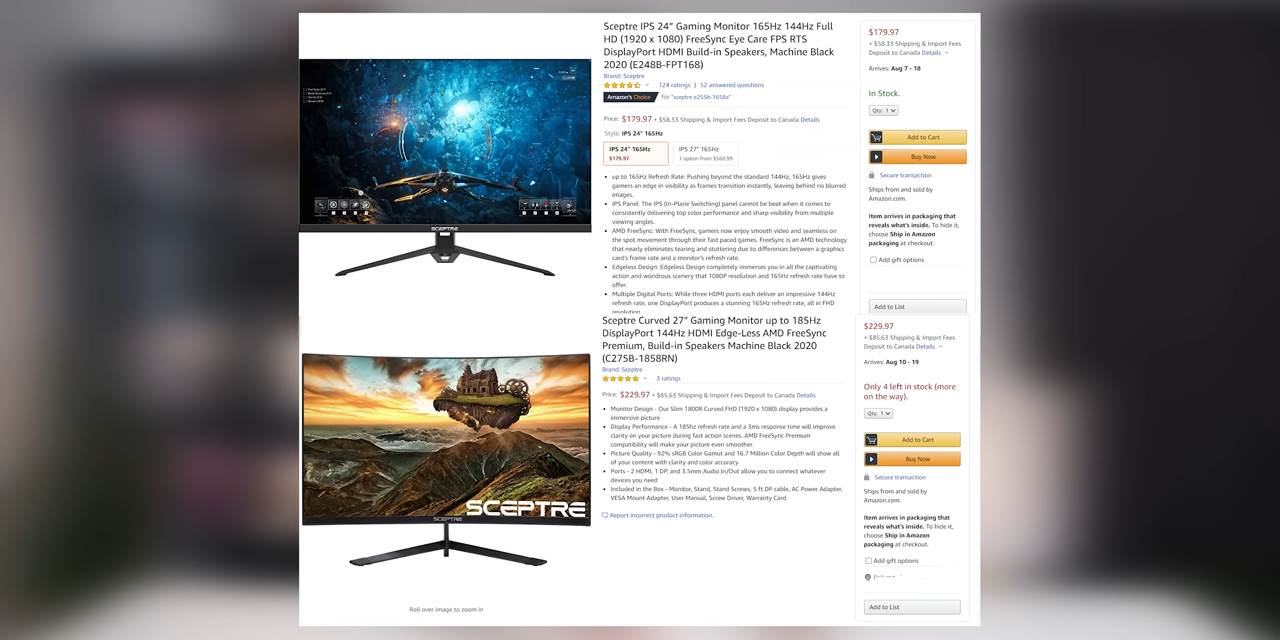 Sceptre IPS 24” Gaming Monitor 165Hz 144Hz Full
HD (1920 x 1080) FreeSync Eye Care FPS RTS
DisplayPort HDMI Build-in Speakers, Machine Black
2020 (E248B-FPT168)
Brand: Sceptre
124 ratings | 52 answered questions
Amazon's Choice for "sceptre e255b-1658a"
Price: $179.97 + $58.33 Shipping & Import Fees Deposit to Canada Details
Style: IPS 24" 165Hz
IPS 24" 165Hz
$179.97
IPS 27" 165Hz
1 option from $560.99
• up to 165Hz Refresh Rate: Pushing beyond the standard 144Hz, 165Hz gives
gamers an edge in visibility as frames transition instantly, leaving behind no blurred
images.
• IPS Panel: The IPS (In-Plane Switching) panel cannot be beat when it comes to
consistently delivering top color performance and sharp visibility from multiple
viewing angles.
• AMD FreeSync: With FreeSync, gamers now enjoy smooth video and seamless on
the spot movement through their fast paced games. FreeSync is an AMD technology
that nearly eliminates tearing and stuttering due to differences between a graphics
card's frame rate and a monitor's refresh rate.
• Edgeless Design: Edgeless Design completely immerses you in all the captivating
action and wondrous scenery that 1080P resolution and 165Hz refresh rate have to
offer.
• Multiple Digital Ports: While three HDMI ports each deliver an impressive 144Hz
refresh rate, one DisplayPort produces a stunning 165Hz refresh rate, all in FHD
resolution
$179.97
+ $58.33 Shipping & Import Fees
Deposit to Canada Details
Arrives: Aug 7 - 18
In Stock.
Qty: 1
Add to Cart
Buy Now
Secure transaction
Ships from and sold by
Amazon.com.
Item arrives in packaging that
reveals what's inside. To hide it,
choose Ship in Amazon
packaging at checkout.
Add gift options
Add to List
SCEPTRE
Sceptre Curved 27" Gaming Monitor up to 185Hz
DisplayPort 144Hz HDMI Edge-Less AMD FreeSync
Premium, Build-in Speakers Machine Black 2020
(C275B-1858RN)
Brand: Sceptre
3 ratings
Price: $229.97 + $85.63 Shipping & Import Fees Deposit to Canada Details
• Monitor Design - Our Slim 1800R Curved FHD (1920 x 1080) display provides a
immersive picture
• Display Performance - A 185hz refresh rate and a 3ms response time will improve
clarity on your picture during fast action scenes. AMD FreeSync Premium
compatibility will make your picture even smoother.
• Picture Quality - 92% sRGB Color Gamut and 16.7 Million Color Depth will show all
of your content with clarity and color accuracy
• Ports - 2 HDMI, 1 DP, and 3.5mm Audio In/Out allow you to connect whatever
devices you need
• Included in the Box - Monitor, Stand, Stand Screws, 5 ft DP cable, AC Power Adapter,
VESA Mount Adapter, User Manual, Screw Driver, Warranty Card
Report incorrect product information.
$229.97
+ $85.63 Shipping & Import Fees
Deposit to Canada Details
Arrives: Aug 10 - 19
Only 4 left in stock (more
on the way).
Qty: 1
Add to Cart
Buy Now
Secure transaction
Ships from and sold by
Amazon.com.
Item arrives in packaging that
reveals what's inside. To hide it,
choose Ship in Amazon
packaging at checkout.
Add gift options
Add to List
SCEPTRE
SCEPTRE
Roll over image to zoom in